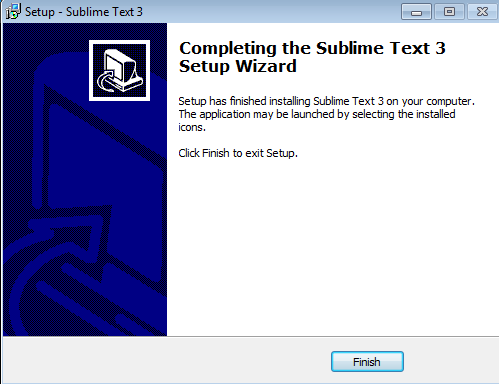 Setup - Sublime Text 3
Completing the Sublime Text 3
Setup Wizard
Setup has finished installing Sublime Text 3 on your computer.
The application may be launched by selecting the installed
icons.
Click Finish to exit Setup.
Finish